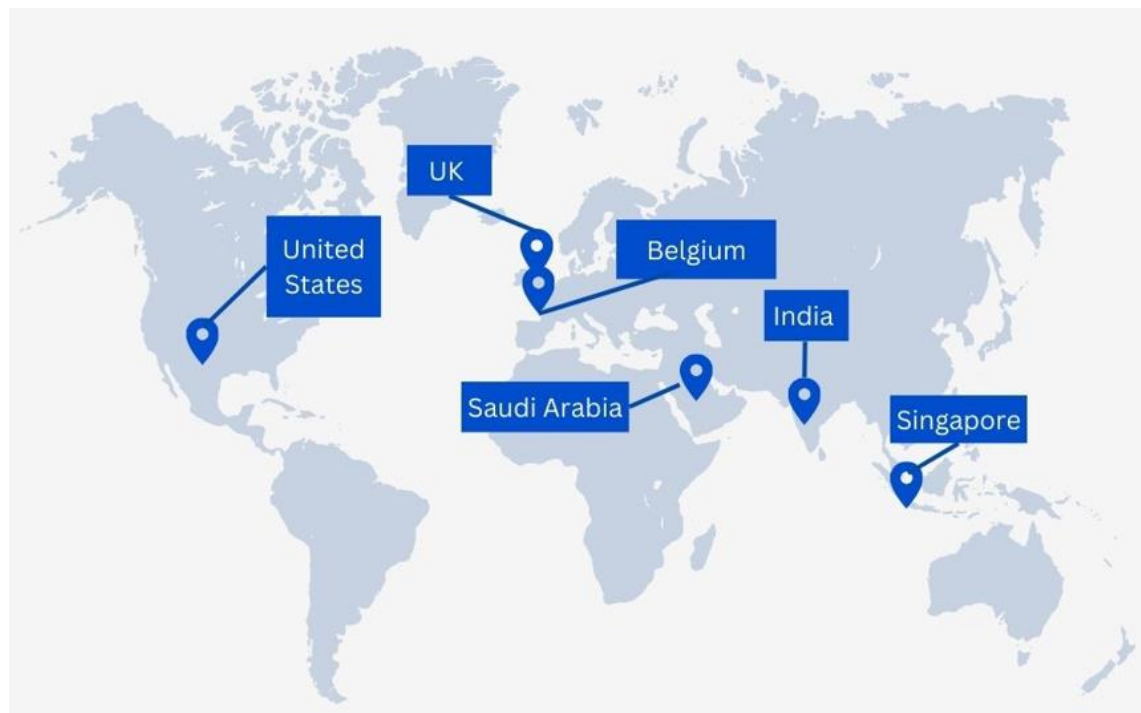 UK
United
States
Belgium
India
Saudi Arabia
Singapore